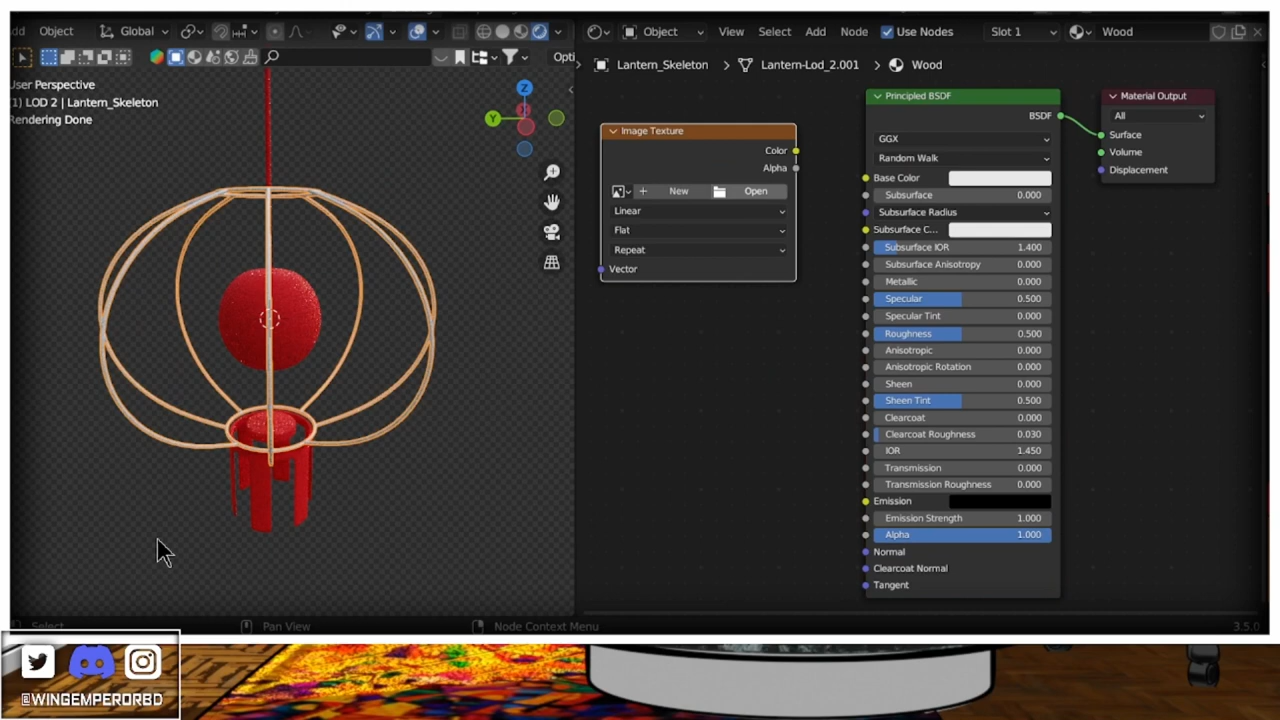 dd Object Global
Opti
User Perspective
(1) LOD 2 | Lantern_Skeleton
Rendering Done
Z
Y
Object View Select Add Node Use Nodes Slot 1 Wood
Lantern_Skeleton > Lantern-Lod_2.001 > Wood
Image Texture
Color
Alpha
New Open
Linear
Flat
Repeat
Vector
Principled BSDF
BSDF
GGX
Random Walk
Base Color
Subsurface 0.000
Subsurface Radius
Subsurface C...
Subsurface IOR 1.400
Subsurface Anisotropy 0.000
Metallic 0.000
Specular 0.500
Specular Tint 0.000
Roughness 0.500
Anisotropic 0.000
Anisotropic Rotation 0.000
Sheen 0.000
Sheen Tint 0.500
Clearcoat 0.000
Clearcoat Roughness 0.030
IOR 1.450
Transmission 0.000
Transmission Roughness 0.000
Emission
Emission Strength 1.000
Alpha 1.000
Normal
Clearcoat Normal
Tangent
Material Output
All
Surface
Volume
Displacement
Select Pan View Node Context Menu 3.5.0
@WINGEMPERORBD